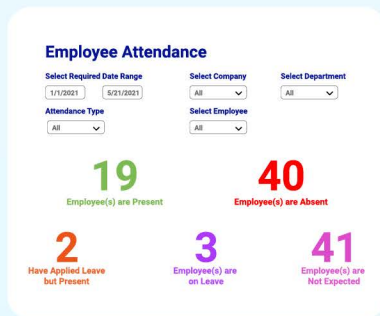 Employee Attendance
Select Required Date Range
Select Company
Select Department
1/1/2021
5/21/2021
All
All
Attendance Type
Select Employee
All
All
19
Employee(s) are Present
40
Employee(s) are Absent
2
Have Applied Leave
but Present
3
Employee(s) are
on Leave
41
Employee(s) are
Not Expected